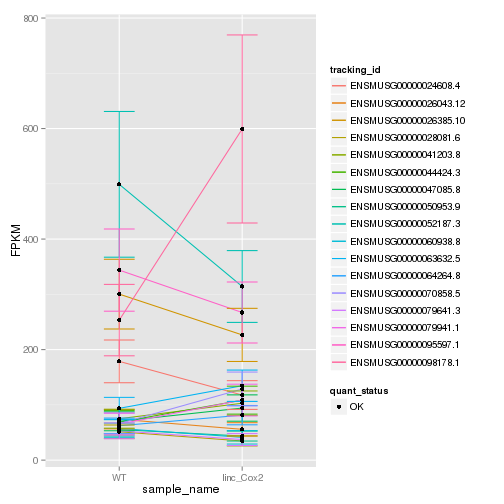 800
600
400
200
0
FPKM
WT
linc_Cox2
sample_name
tracking_id
ENSMUSG00000024608.4
ENSMUSG00000026043.12
ENSMUSG00000026385.10
ENSMUSG00000028081.6
ENSMUSG00000041203.8
ENSMUSG00000044424.3
ENSMUSG00000047085.8
ENSMUSG00000050953.9
ENSMUSG00000052187.3
ENSMUSG00000060938.8
ENSMUSG00000063632.5
ENSMUSG00000064264.8
ENSMUSG00000070858.5
ENSMUSG00000079641.3
ENSMUSG00000079941.1
ENSMUSG00000095597.1
ENSMUSG00000098178.1
quant_status
OK